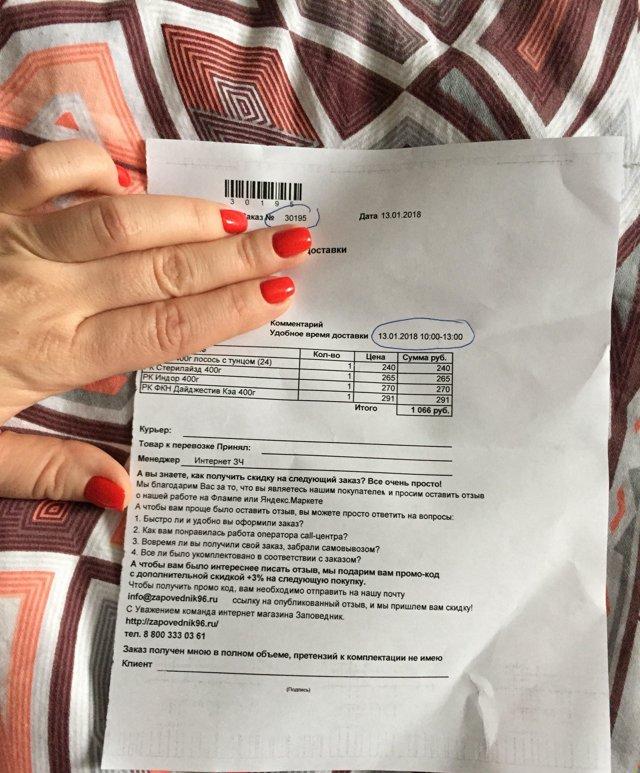 3 0 1 9 5
аказ № 30195 Дата 13.01.2018
доставки
Комментарий
Удобное время доставки 13.01.2018 10:00-13:00
Кол-во Цена Сумма руб.
400г лосось с тунцом (24) 1 240 240
РК Стерилайзд 400г 1 265 265
РК Индор 400г 1 270 270
РК ФКН Дайджестив Кэа 400г 1 291 291
Итого 1 066 руб.
Курьер:
Товар к перевозке Принял:
Менеджер Интернет ЗЧ
А вы знаете, как получить скидку на следующий заказ? Все очень просто!
Мы благодарим Вас за то, что вы являетесь нашим покупателем и просим оставить отзыв
о нашей работе на Флампе или Яндекс.Маркете
А чтобы вам проще было оставить отзыв, вы можете просто ответить на вопросы:
1. Быстро ли и удобно вы оформили заказ?
2. Как вам понравилась работа оператора call-центра?
3. Вовремя ли вы получили свой заказ, забрали самовывозом?
4. Все ли было укомплектовано в соответствии с заказом?
А чтобы вам было интереснее писать отзыв, мы подарим вам промо-код
с дополнительной скидкой +3% на следующую покупку.
Чтобы получить промо код, вам необходимо отправить на нашу почту
info@zapovednik96.ru ссылку на опубликованный отзыв, и мы пришлем вам скидку!
С Уважением команда интернет магазина Заповедник.
http://zapovednik96.ru/
тел. 8 800 333 03 61
Заказ получен мною в полном объеме, претензий к комплектации не имею
Клиент
(Подпись)